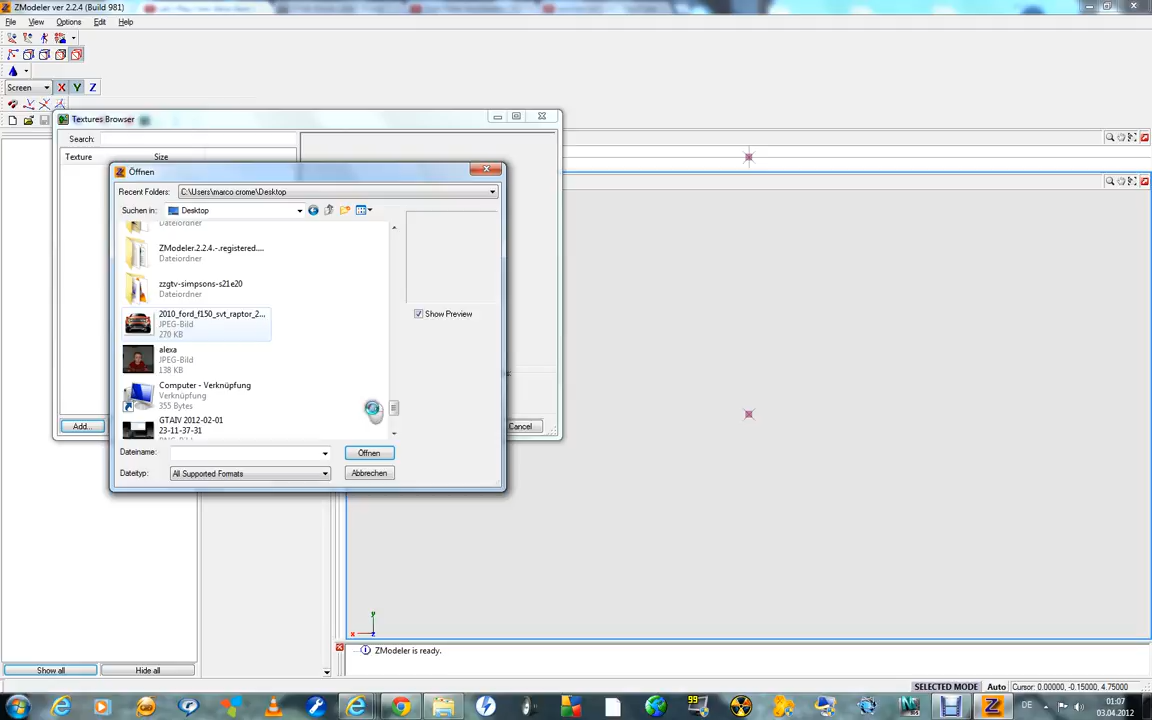 ZModeler ver 2.2.4 (Build 981)
File View Options Edit Help
Screen X Y Z
Textures Browser
Search:
Texture Size
Öffnen
Recent Folders: C:\Users\marco crome\Desktop
Suchen in: Desktop
Dateiordner
ZModeler.2.2.4.-.registered....
Dateiordner
zzgtv-simpsons-s21e20
Dateiordner
2010_ford_f150_svt_raptor_2...
JPEG-Bild
270 KB
alexa
JPEG-Bild
138 KB
Computer - Verknüpfung
Verknüpfung
355 Bytes
GTAIV 2012-02-01
23-11-37-31
Show Preview
Add...
Cancel
Dateiname: Öffnen
Dateityp: All Supported Formats Abbrechen
y
x
z
ZModeler is ready.
Show all Hide all
SELECTED MODE Auto Cursor: 0.00000, -0.15000, 4.75000
99
DE
01:07
03.04.2012